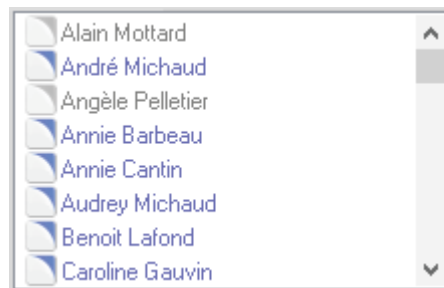 Alain Mottard
André Michaud
Angèle Pelletier
Annie Barbeau
Annie Cantin
Audrey Michaud
Benoit Lafond
Caroline Gauvin